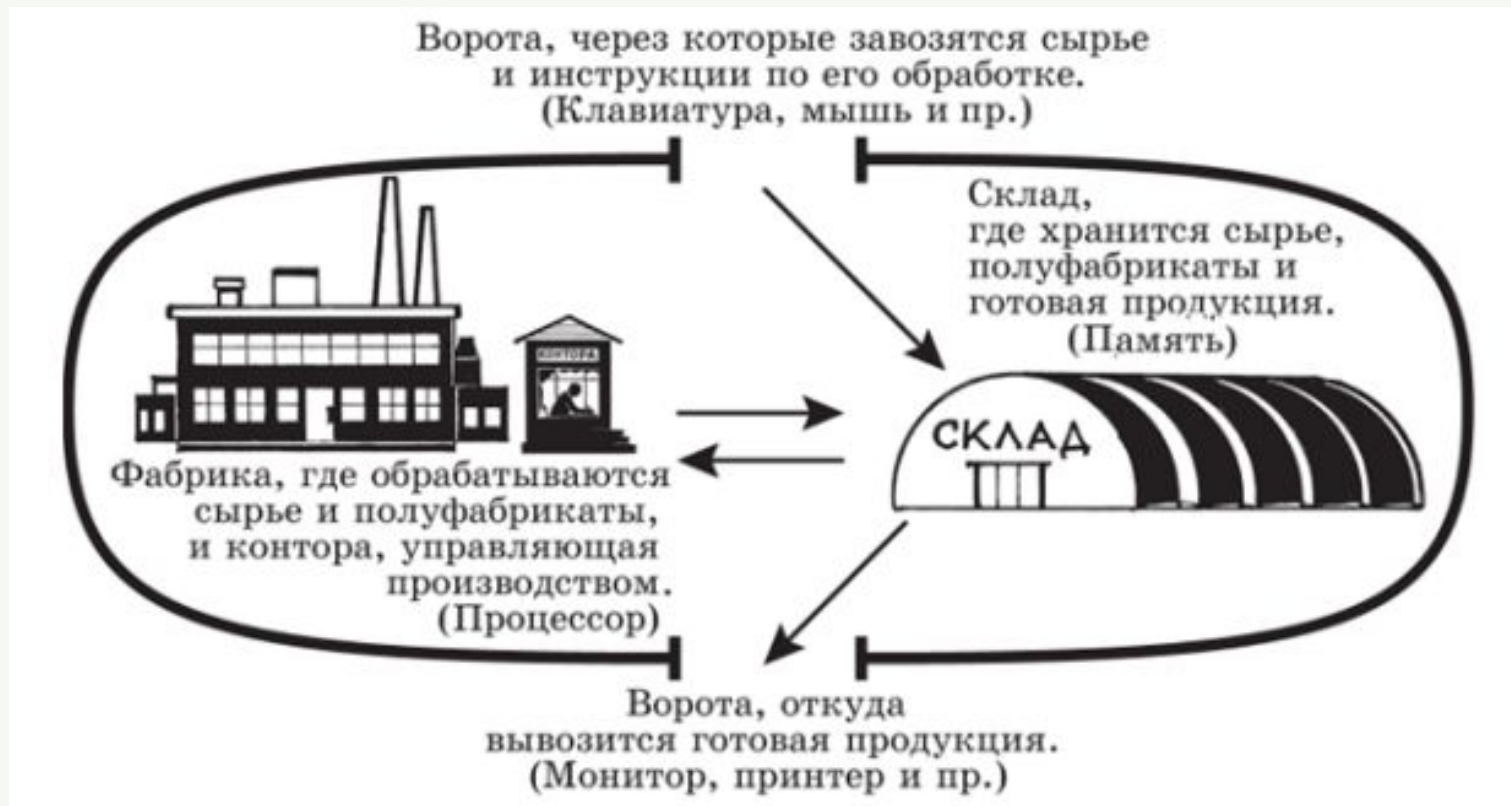 Ворота, через которые завозятся сырье
и инструкции по его обработке.
(Клавиатура, мышь и пр.)
Склад,
где хранится сырье,
полуфабрикаты и
готовая продукция.
(Память)
КОНТОРА
СКЛАД
Фабрика, где обрабатываются
сырье и полуфабрикаты,
и контора, управляющая
производством.
(Процессор)
Ворота, откуда
вывозится готовая продукция.
(Монитор, принтер и пр.)